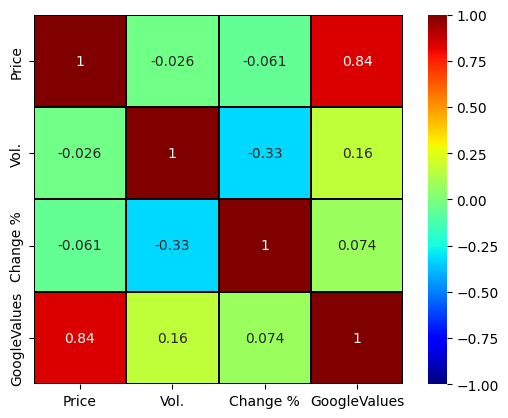 Price 1 -0.026 -0.061 0.84
Vol. -0.026 1 -0.33 0.16
Change % -0.061 -0.33 1 0.074
GoogleValues 0.84 0.16 0.074 1
Price Vol. Change % GoogleValues
1.00
0.75
0.50
0.25
0.00
−0.25
−0.50
−0.75
−1.00